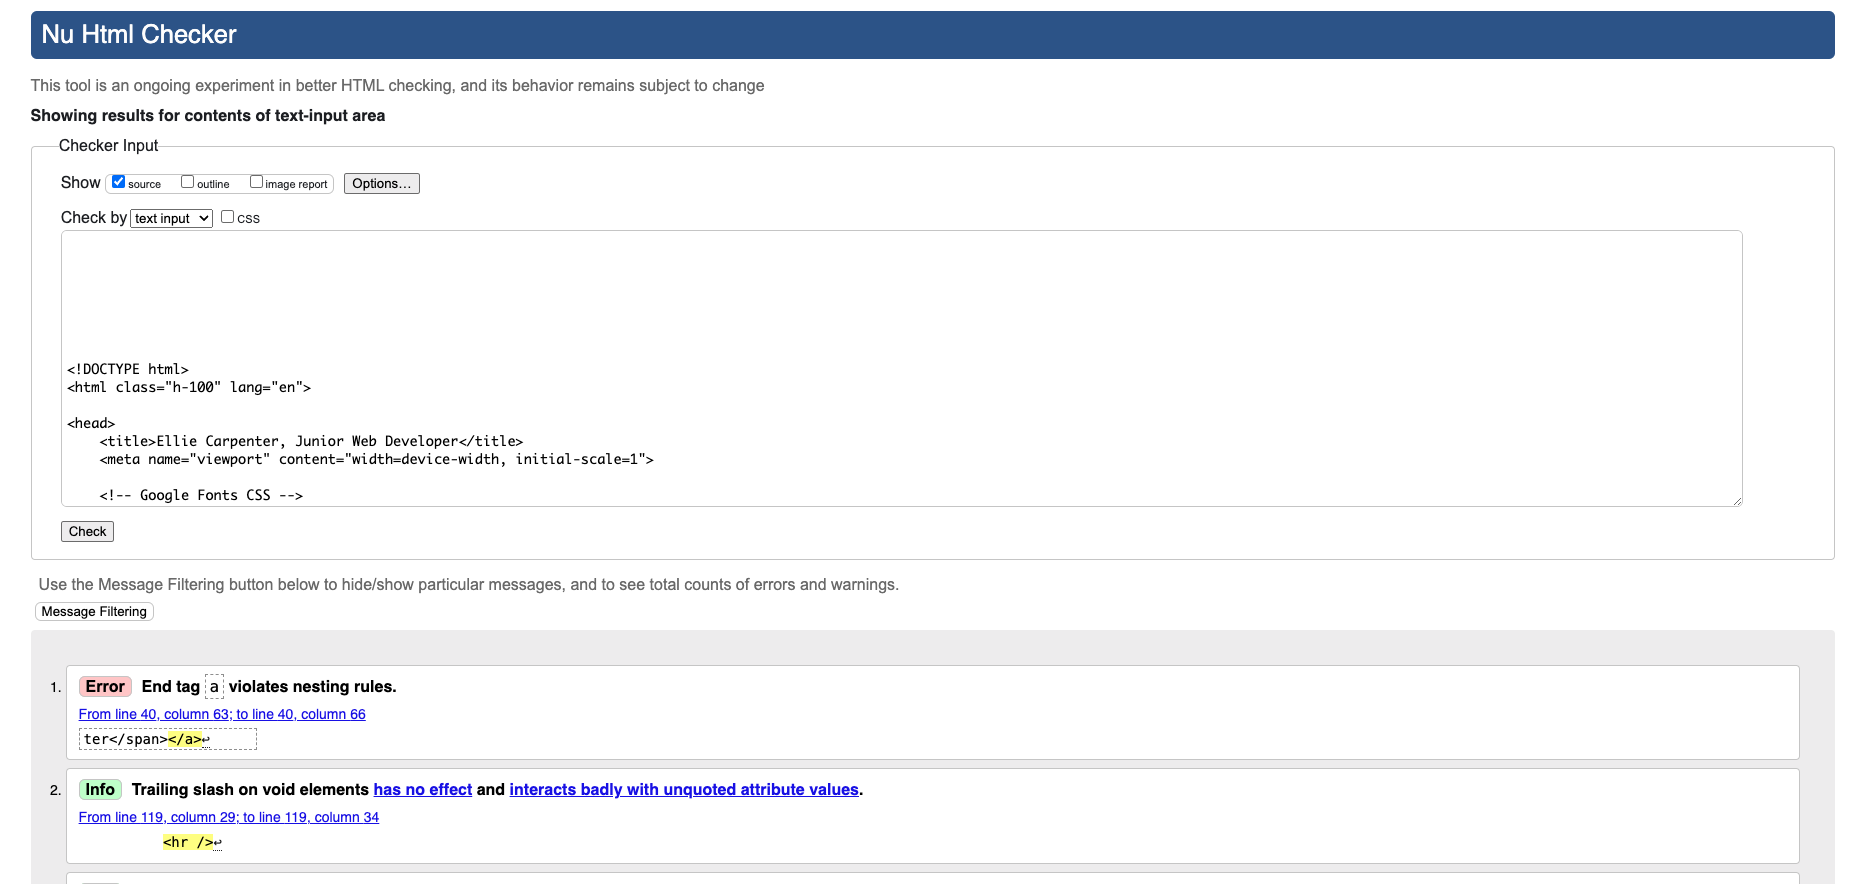 Nu Html Checker
This tool is an ongoing experiment in better HTML checking, and its behavior remains subject to change
Showing results for contents of text-input area
Checker Input
Show source outline image report Options...
Check by text input CSS
<!DOCTYPE html>
<html class="h-100" lang="en">
<head>
<title>Ellie Carpenter, Junior Web Developer</title>
<meta name="viewport" content="width=device-width, initial-scale=1">
<!-- Google Fonts CSS -->
Check
Use the Message Filtering button below to hide/show particular messages, and to see total counts of errors and warnings.
Message Filtering
1. Error End tag a violates nesting rules.
From line 40, column 63; to line 40, column 66
ter</span></a>↩
2. Info Trailing slash on void elements has no effect and interacts badly with unquoted attribute values.
From line 119, column 29; to line 119, column 34
<hr />↩